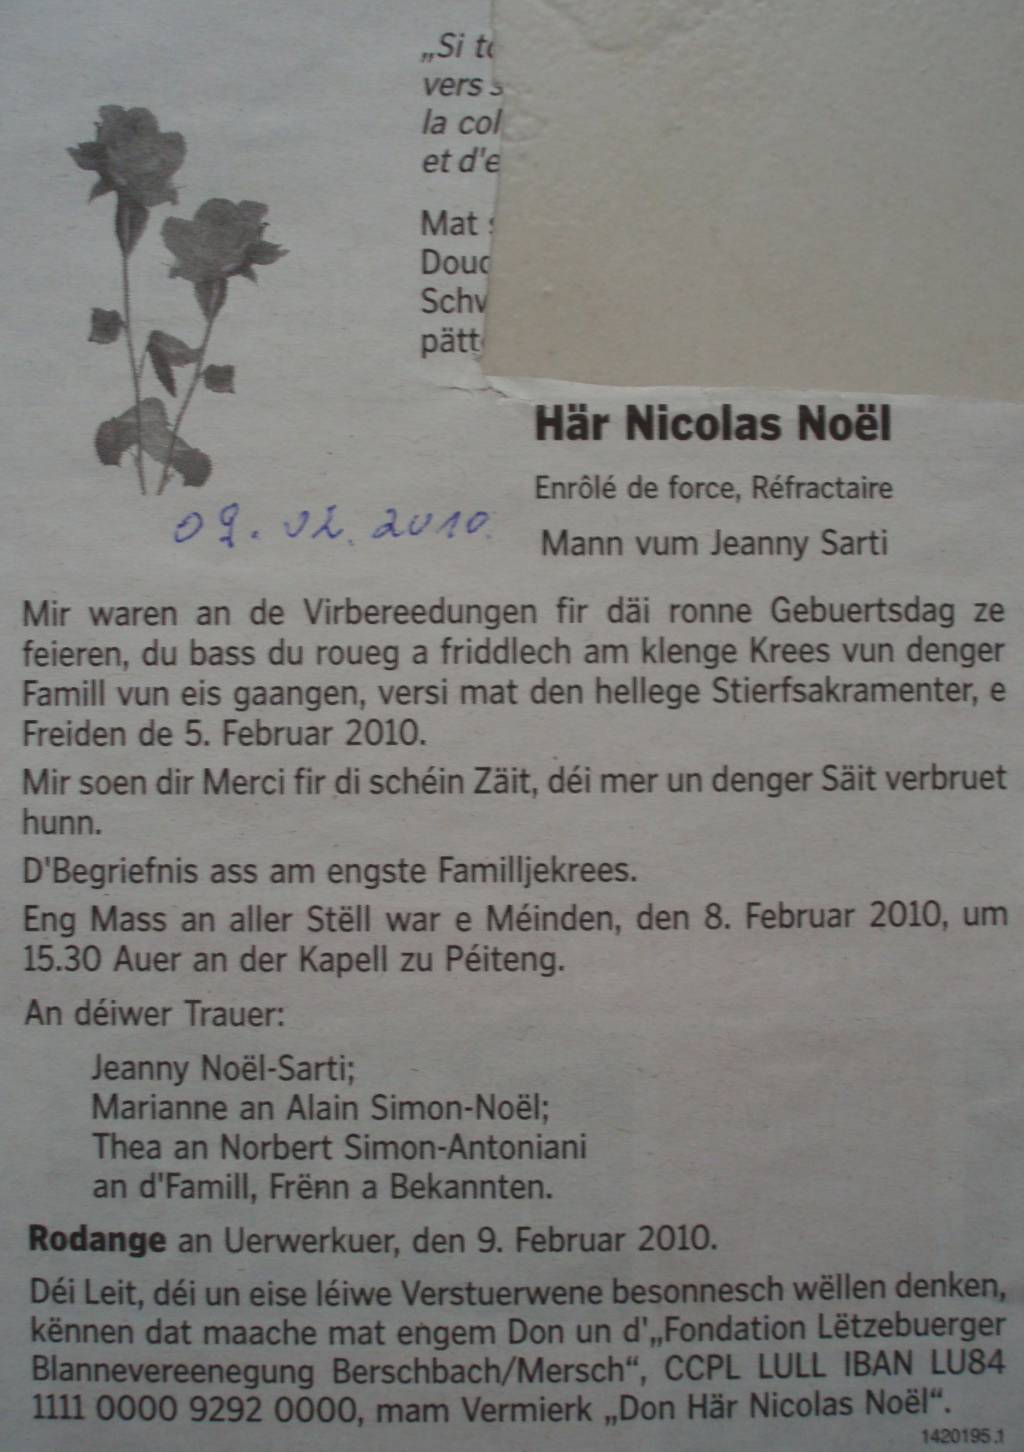 „Si
vers
la
et
Mat
Här Nicolas Noël
Enrôlé de force, Réfractaire
09.02.2010.
Mann vum Jeanny Sarti
Mir waren an de Virbereedungen fir däi ronne Gebuertsdag ze
feieren, du bass du roueg a friddlech am klenge Krees vun denger
Famill vun eis gaangen, versi mat den hellege Stierfsakramenter, e
Freiden de 5. Februar 2010.
Mir soen dir Merci fir di schéin Zäit, déi mer un denger Säit verbruet
hunn.
D'Begriefnis ass am engste Familljekrees.
Eng Mass an aller Stëll war e Méinden, den 8. Februar 2010, um
15.30 Auer an der Kapell zu Péiteng.
An déiwer Trauer:
Jeanny Noël-Sarti;
Marianne an Alain Simon-Noël;
Thea an Norbert Simon-Antoniani
an d'Famill, Frënn a Bekannten.
Rodange an Uerwerkuer, den 9. Februar 2010.
Déi Leit, déi un eise léiwe Verstuerwene besonnesch wëllen denken,
kënnen dat maache mat engem Don un d'„Fondation Lëtzebuerger
Blannevereenegung Berschbach/Mersch“, CCPL LULL IBAN LU84
1111 0000 9292 0000, mam Vermierk „Don Här Nicolas Noël“.
1420195.1